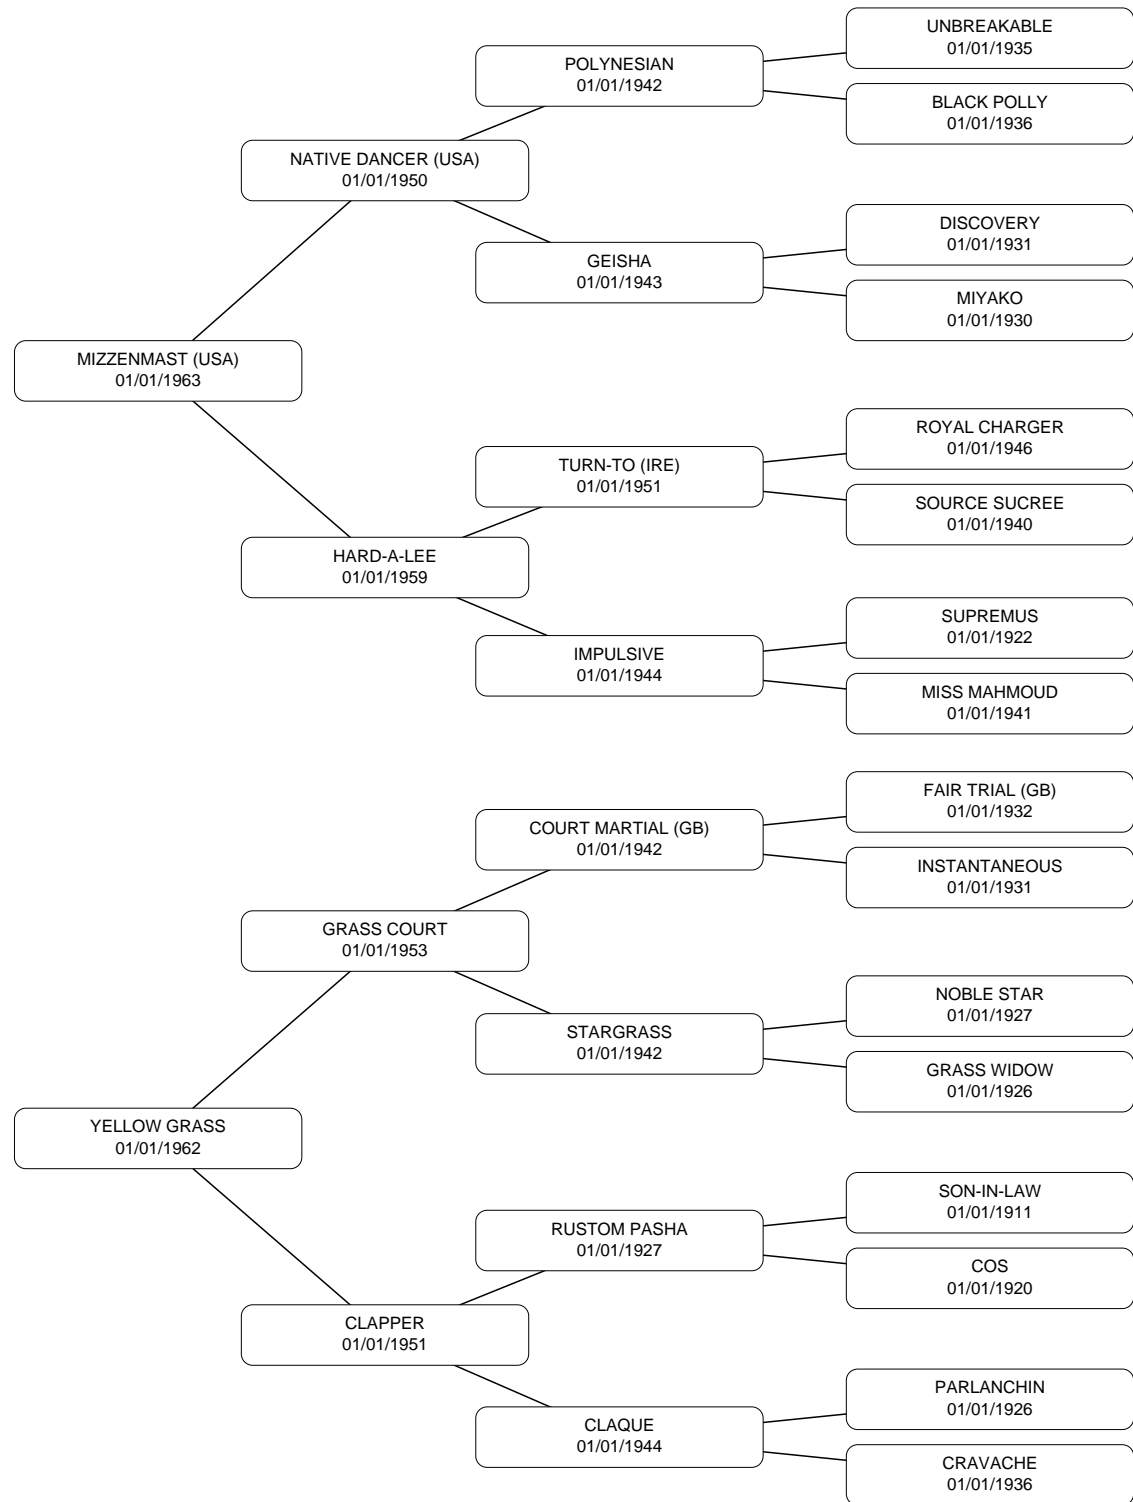 UNBREAKABLE
01/01/1935
POLYNESIAN
01/01/1942
BLACK POLLY
01/01/1936
NATIVE DANCER (USA)
01/01/1950
DISCOVERY
01/01/1931
GEISHA
01/01/1943
MIYAKO
01/01/1930
MIZZENMAST (USA)
01/01/1963
ROYAL CHARGER
01/01/1946
TURN-TO (IRE)
01/01/1951
SOURCE SUCREE
01/01/1940
HARD-A-LEE
01/01/1959
SUPREMUS
01/01/1922
IMPULSIVE
01/01/1944
MISS MAHMOUD
01/01/1941
FAIR TRIAL (GB)
01/01/1932
COURT MARTIAL (GB)
01/01/1942
INSTANTANEOUS
01/01/1931
GRASS COURT
01/01/1953
NOBLE STAR
01/01/1927
STARGRASS
01/01/1942
GRASS WIDOW
01/01/1926
YELLOW GRASS
01/01/1962
SON-IN-LAW
01/01/1911
RUSTOM PASHA
01/01/1927
COS
01/01/1920
CLAPPER
01/01/1951
PARLANCHIN
01/01/1926
CLAQUE
01/01/1944
CRAVACHE
01/01/1936